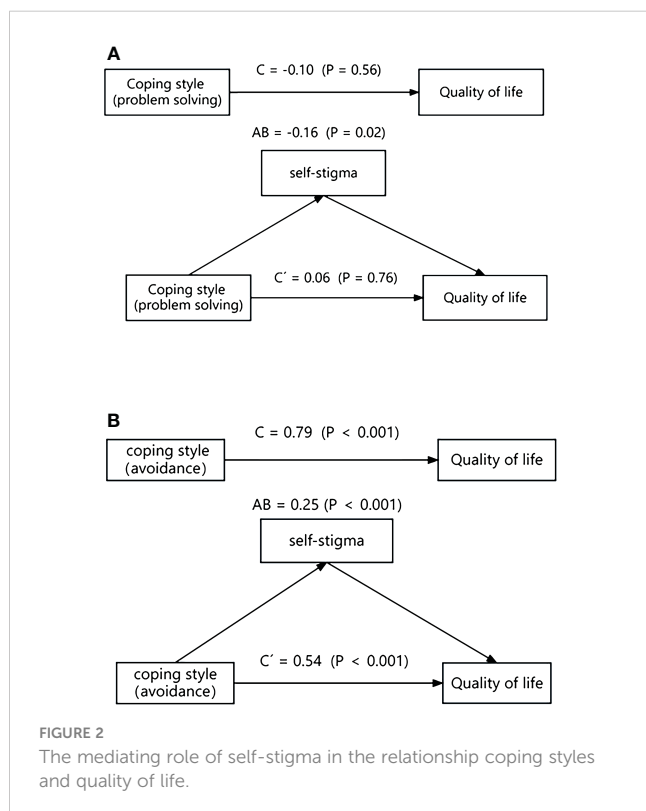 A
C = -0.10 (P = 0.56)
Coping style
(problem solving)
Quality of life
AB = -0.16 (P = 0.02)
self-stigma
C´ = 0.06 (P = 0.76)
Coping style
(problem solving)
Quality of life
B
C = 0.79 (P < 0.001)
coping style
(avoidance)
Quality of life
AB = 0.25 (P < 0.001)
self-stigma
C´ = 0.54 (P < 0.001)
coping style
(avoidance)
Quality of life
FIGURE 2
The mediating role of self-stigma in the relationship coping styles
and quality of life.